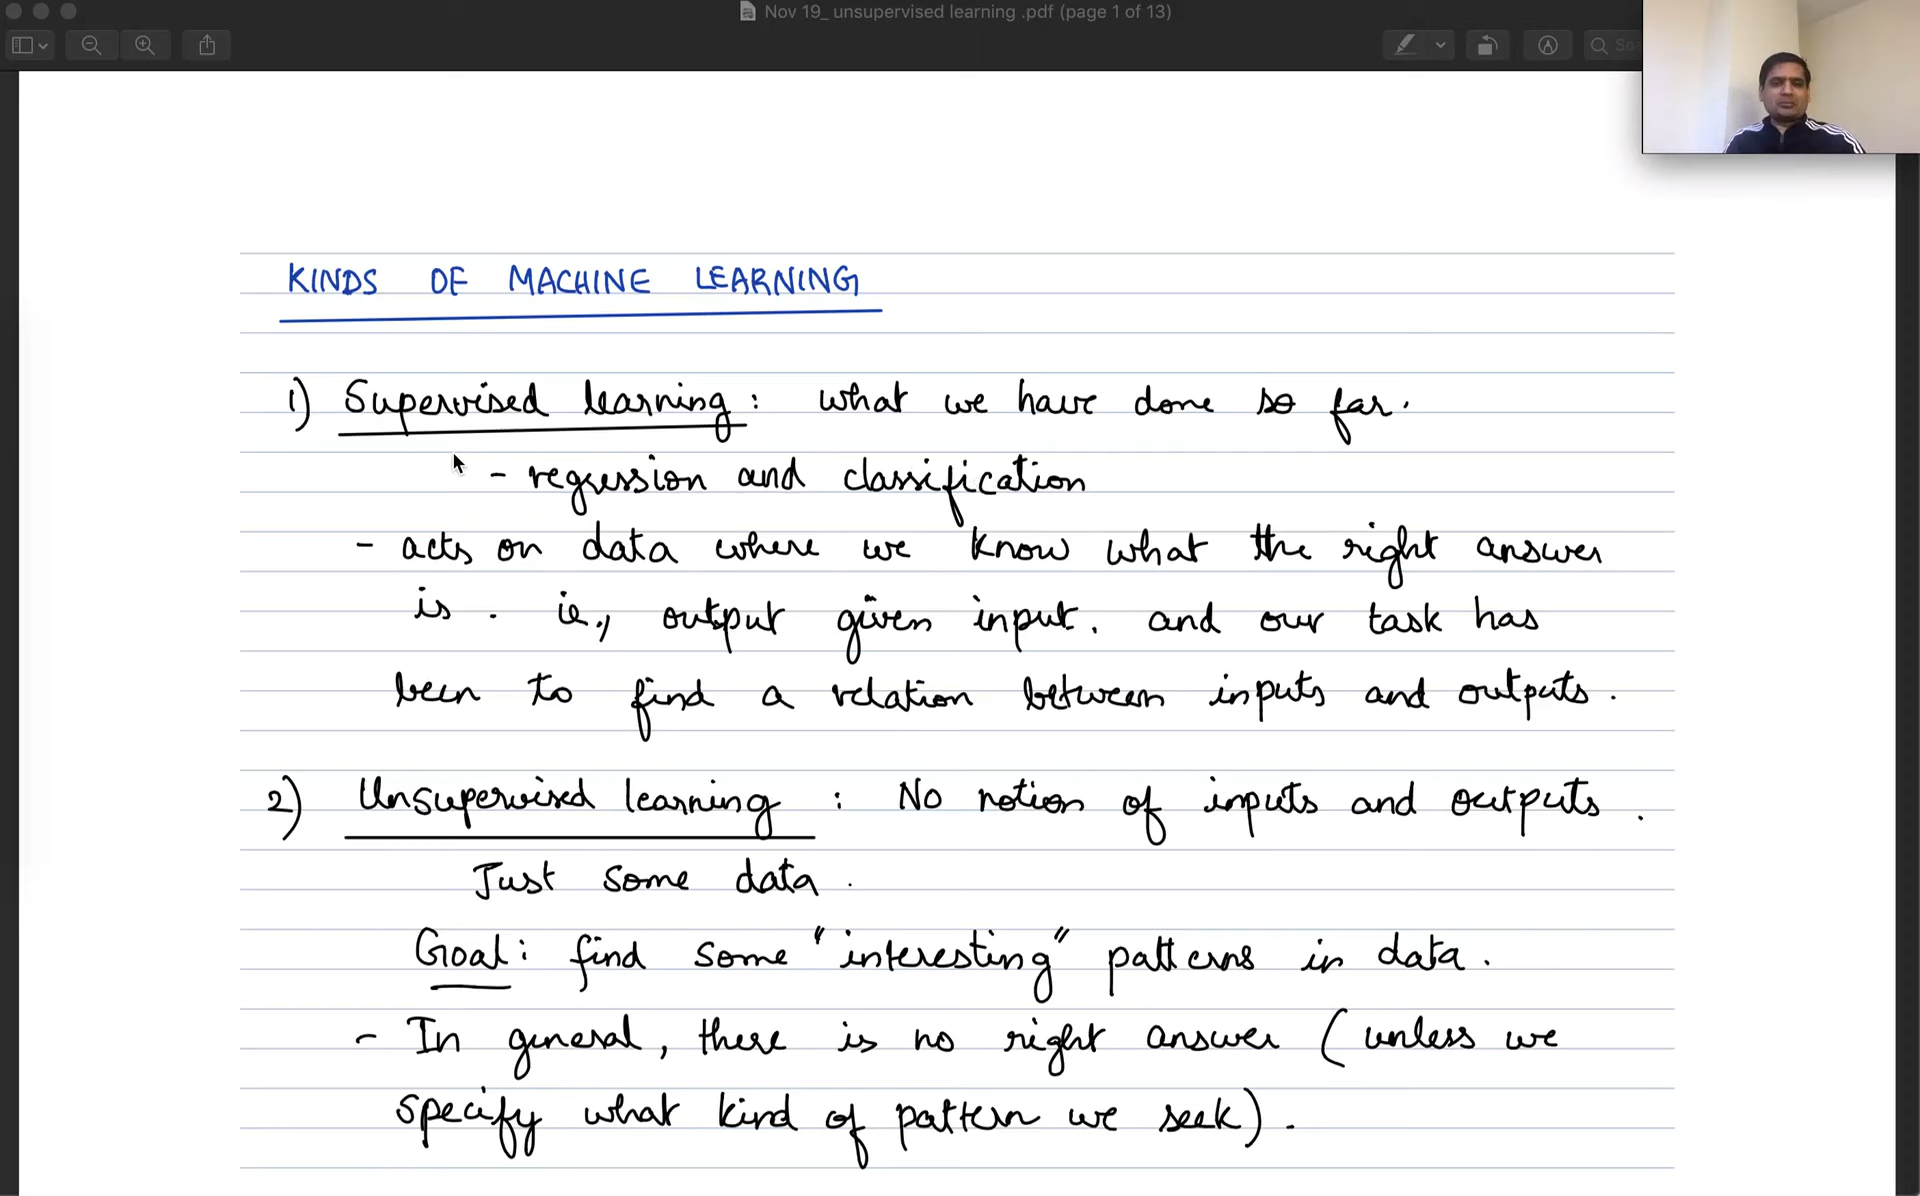 Nov 19_ unsupervised learning .pdf (page 1 of 13)
KINDS OF MACHINE LEARNING
1) Supervised learning : what we have done so far.
- regression and classification
- acts on data where we know what the right answer
is . ie., output given input. and our task has
been to find a relation between inputs and outputs .
2) Unsupervised learning : No notion of inputs and outputs .
Just some data .
Goal : find some "interesting" patterns in data .
- In general, there is no right answer (unless we
specify what kind of pattern we seek) .